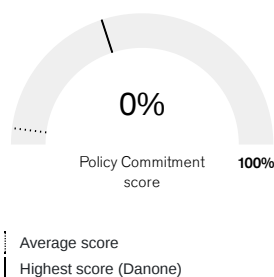 0%
Policy Commitment 100%
score
Average score
Highest score (Danone)